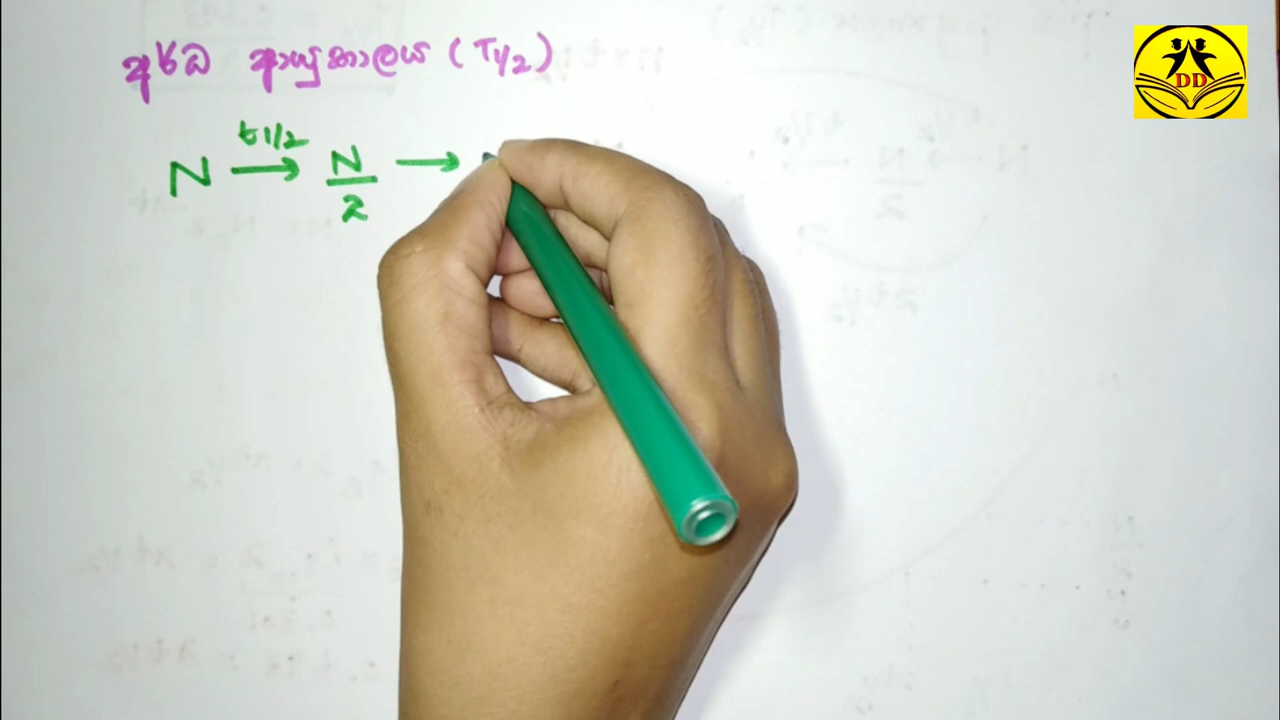 අර්ධ ආයුකාලය (T1/2)
N t1/2 → N/2 →
DD